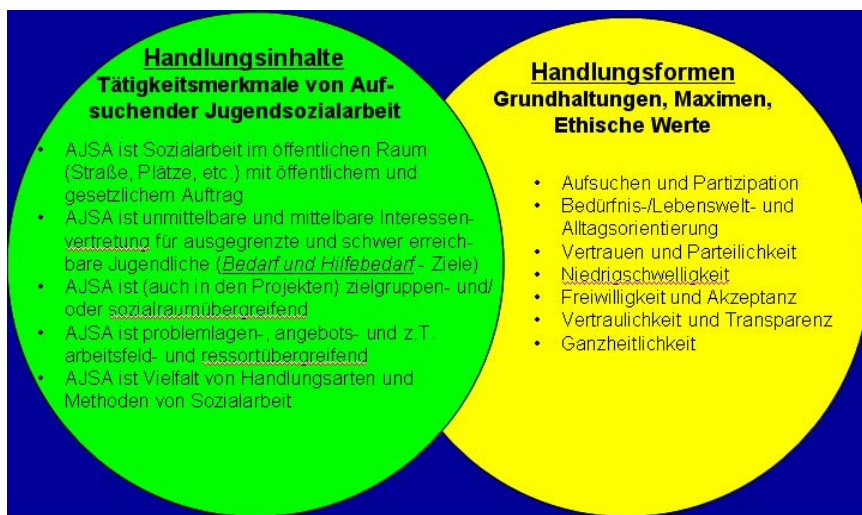 Handlungsinhalte
Tätigkeitsmerkmale von Auf-
suchender Jugendsozialarbeit
• AJSA ist Sozialarbeit im öffentlichen Raum
(Straße, Plätze, etc.) mit öffentlichem und
gesetzlichem Auftrag
• AJSA ist unmittelbare und mittelbare Interessen-
vertretung für ausgegrenzte und schwer erreich-
bare Jugendliche (Bedarf und Hilfebedarf - Ziele)
• AJSA ist (auch in den Projekten) zielgruppen- und/
oder sozialraumübergreifend
• AJSA ist problemlagen-, angebots- und z.T.
arbeitsfeld- und ressortübergreifend
• AJSA ist Vielfalt von Handlungsarten und
Methoden von Sozialarbeit
Handlungsformen
Grundhaltungen, Maximen,
Ethische Werte
• Aufsuchen und Partizipation
• Bedürfnis-/Lebenswelt- und
Alltagsorientierung
• Vertrauen und Parteilichkeit
• Niedrigschwelligkeit
• Freiwilligkeit und Akzeptanz
• Vertraulichkeit und Transparenz
• Ganzheitlichkeit